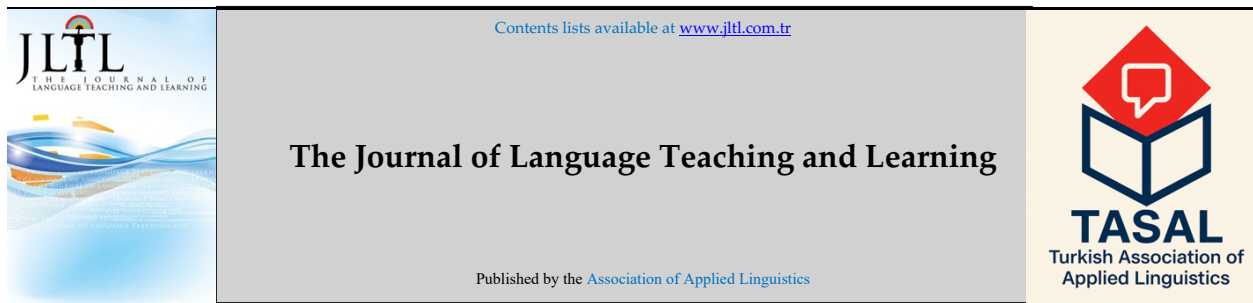 JLTL
THE JOURNAL OF
LANGUAGE TEACHING AND LEARNING
Contents lists available at www.jltl.com.tr
The Journal of Language Teaching and Learning
Published by the Association of Applied Linguistics
TASAL
Turkish Association of
Applied Linguistics